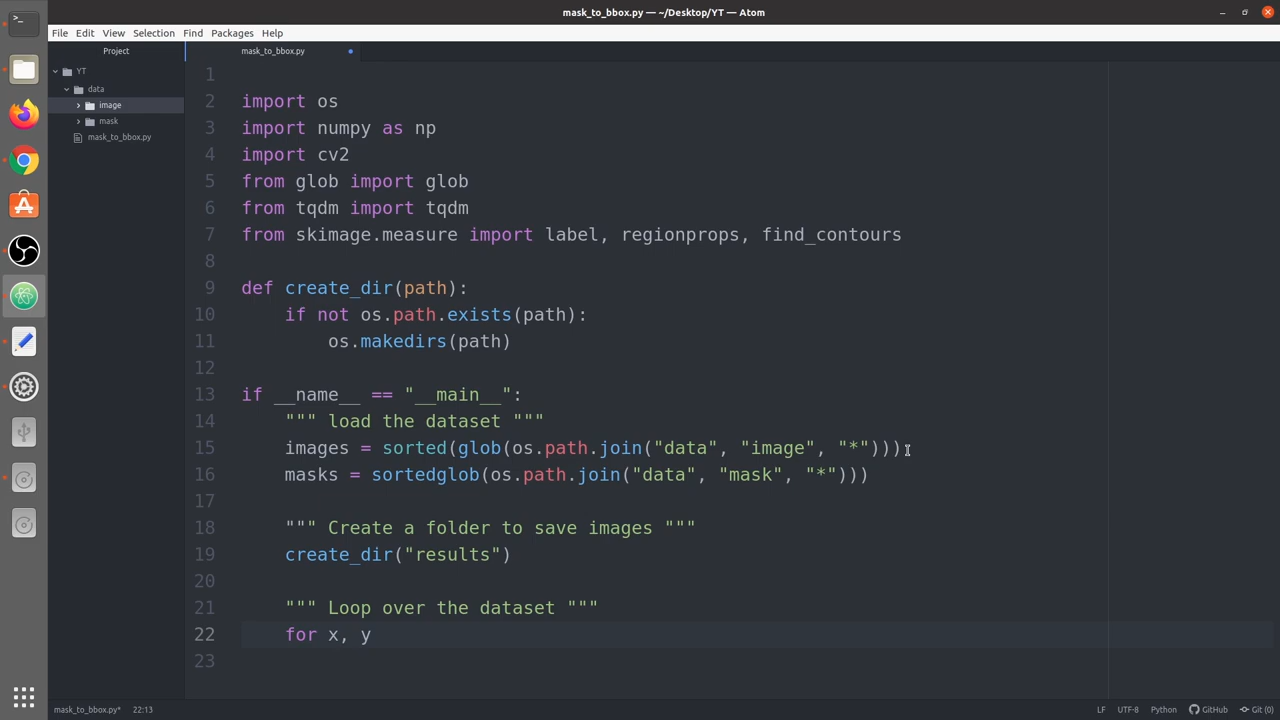 mask_to_bbox.py — ~/Desktop/YT — Atom
File Edit View Selection Find Packages Help
Project
mask_to_bbox.py
YT
data
image
mask
mask_to_bbox.py
1
2 import os
3 import numpy as np
4 import cv2
5 from glob import glob
6 from tqdm import tqdm
7 from skimage.measure import label, regionprops, find_contours
8
9 def create_dir(path):
10 if not os.path.exists(path):
11 os.makedirs(path)
12
13 if __name__ == "__main__":
14 """ load the dataset """
15 images = sorted(glob(os.path.join("data", "image", "*")))
16 masks = sortedglob(os.path.join("data", "mask", "*")))
17
18 """ Create a folder to save images """
19 create_dir("results")
20
21 """ Loop over the dataset """
22 for x, y
23
mask_to_bbox.py* 22:13 LF UTF-8 Python GitHub Git (0)